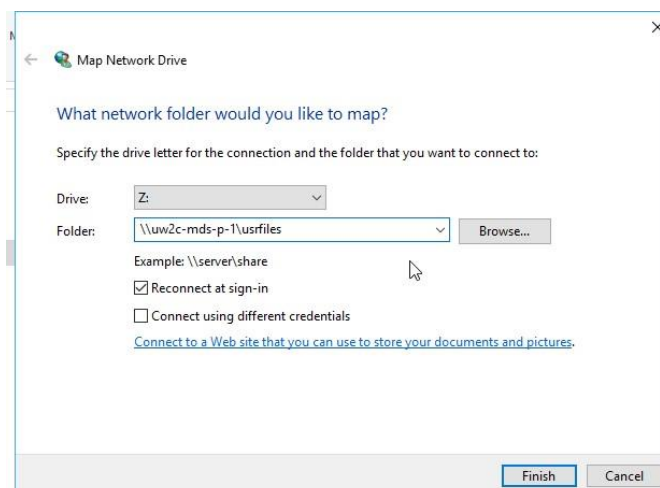 Map Network Drive
What network folder would you like to map?
Specify the drive letter for the connection and the folder that you want to connect to:
Drive: Z:
Folder: \\uw2c-mds-p-1\usrfiles Browse...
Example: \\server\share
Reconnect at sign-in
Connect using different credentials
Connect to a Web site that you can use to store your documents and pictures.
Finish Cancel